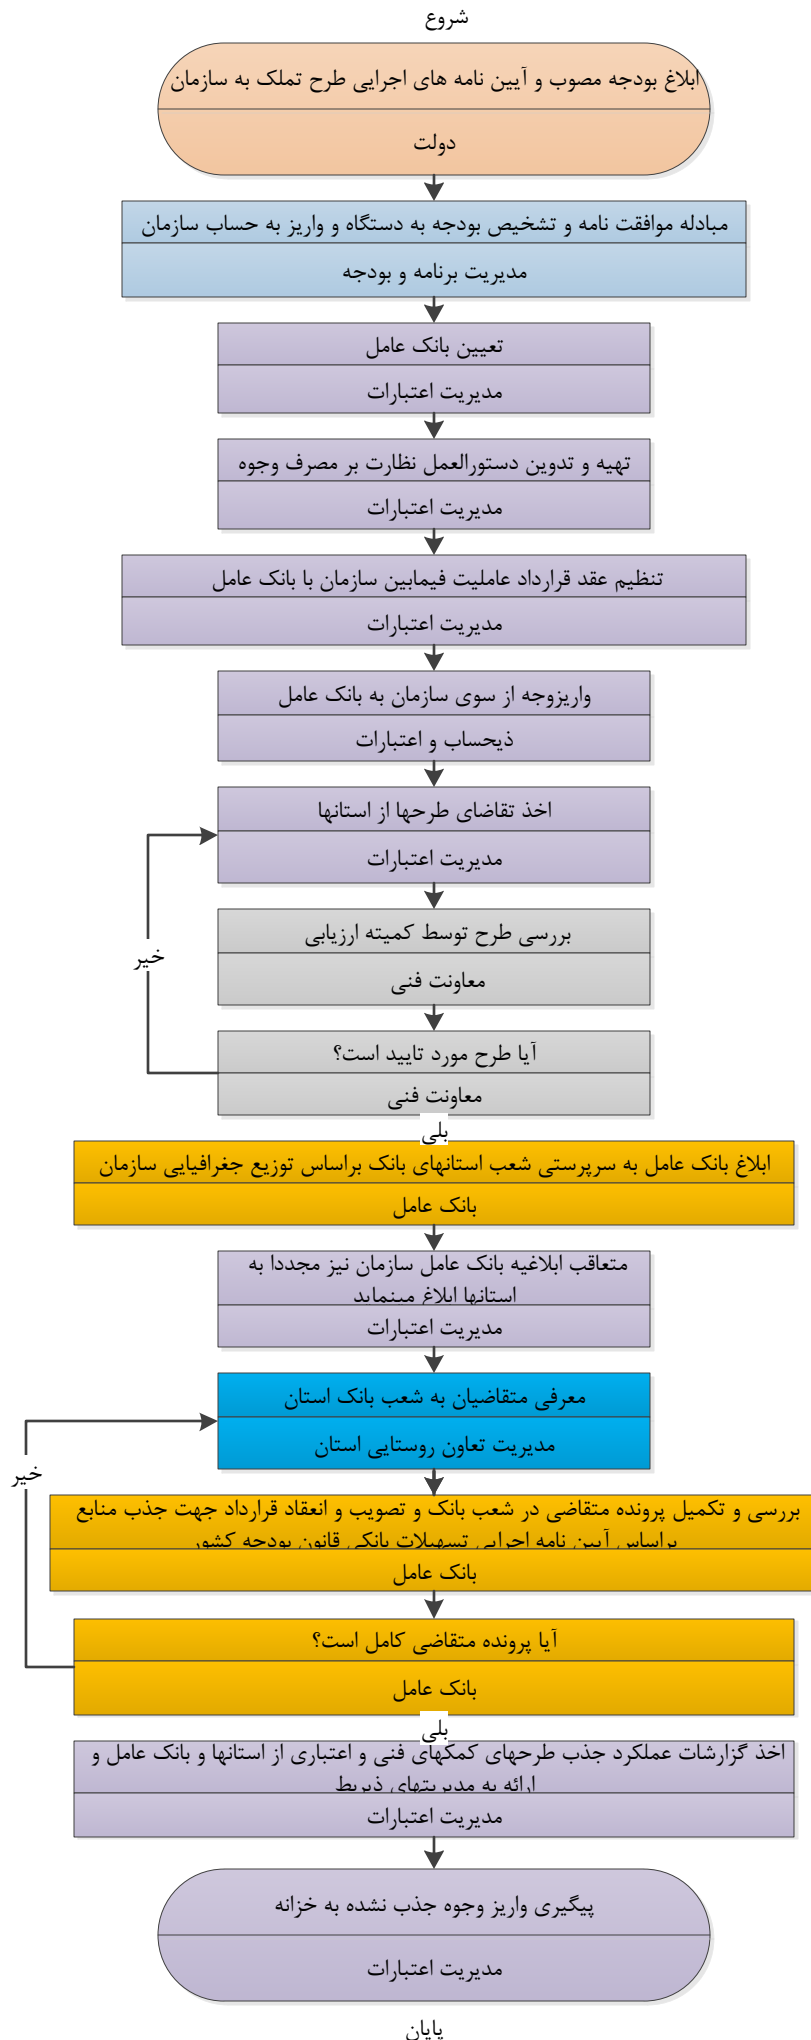 شروع
ابلاغ بودجه مصوب و آیین نامه های اجرایی طرح تملک به سازمان
دولت
مبادله موافقت نامه و تشخیص بودجه به دستگاه و واریز به حساب سازمان
مدیریت برنامه و بودجه
تعیین بانک عامل
مدیریت اعتبارات
تهیه و تدوین دستورالعمل نظارت بر مصرف وجوه
مدیریت اعتبارات
تنظیم عقد قرارداد عاملیت فیمابین سازمان با بانک عامل
مدیریت اعتبارات
واریزوجه از سوی سازمان به بانک عامل
ذیحساب و اعتبارات
اخذ تقاضای طرحها از استانها
مدیریت اعتبارات
بررسی طرح توسط کمیته ارزیابی
معاونت فنی
خیر
آیا طرح مورد تایید است؟
معاونت فنی
بلی
ابلاغ بانک عامل به سرپرستی شعب استانهای بانک براساس توزیع جغرافیایی سازمان
بانک عامل
متعاقب ابلاغیه بانک عامل سازمان نیز مجددا به
استانها ابلاغ مینماید
مدیریت اعتبارات
معرفی متقاضیان به شعب بانک استان
مدیریت تعاون روستایی استان
خیر
بررسی و تکمیل پرونده متقاضی در شعب بانک و تصویب و انعقاد قرارداد جهت جذب منابع
براساس آیین نامه اجرایی تسهیلات بانکی قانون بودجه کشور
بانک عامل
آیا پرونده متقاضی کامل است؟
بانک عامل
بلی
اخذ گزارشات عملکرد جذب طرحهای کمکهای فنی و اعتباری از استانها و بانک عامل و
ارائه به مدیریتهای ذیربط
مدیریت اعتبارات
پیگیری واریز وجوه جذب نشده به خزانه
مدیریت اعتبارات
پایان